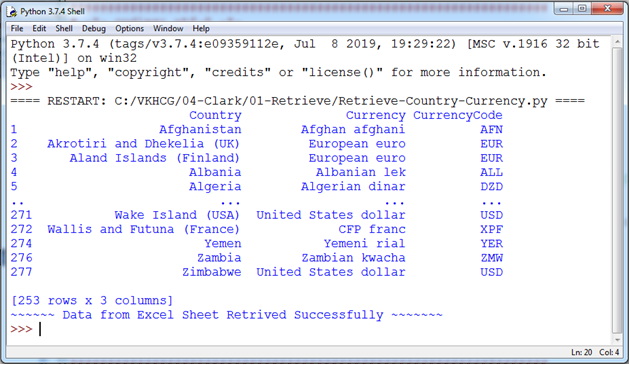 Python 3.7.4 Shell
File Edit Shell Debug Options Window Help
Python 3.7.4 (tags/v3.7.4:e09359112e, Jul  8 2019, 19:29:22) [MSC v.1916 32 bit
(Intel)] on win32
Type "help", "copyright", "credits" or "license()" for more information.
>>>
==== RESTART: C:/VKHCG/04-Clark/01-Retrieve/Retrieve-Country-Currency.py ====
Country Currency CurrencyCode
1 Afghanistan Afghan afghani AFN
2 Akrotiri and Dhekelia (UK) European euro EUR
3 Aland Islands (Finland) European euro EUR
4 Albania Albanian lek ALL
5 Algeria Algerian dinar DZD
.. ... ... ...
271 Wake Island (USA) United States dollar USD
272 Wallis and Futuna (France) CFP franc XPF
274 Yemen Yemeni rial YER
276 Zambia Zambian kwacha ZMW
277 Zimbabwe United States dollar USD
[253 rows x 3 columns]
~~~~~~ Data from Excel Sheet Retrived Successfully ~~~~~~~
>>>
Ln: 20 Col: 4